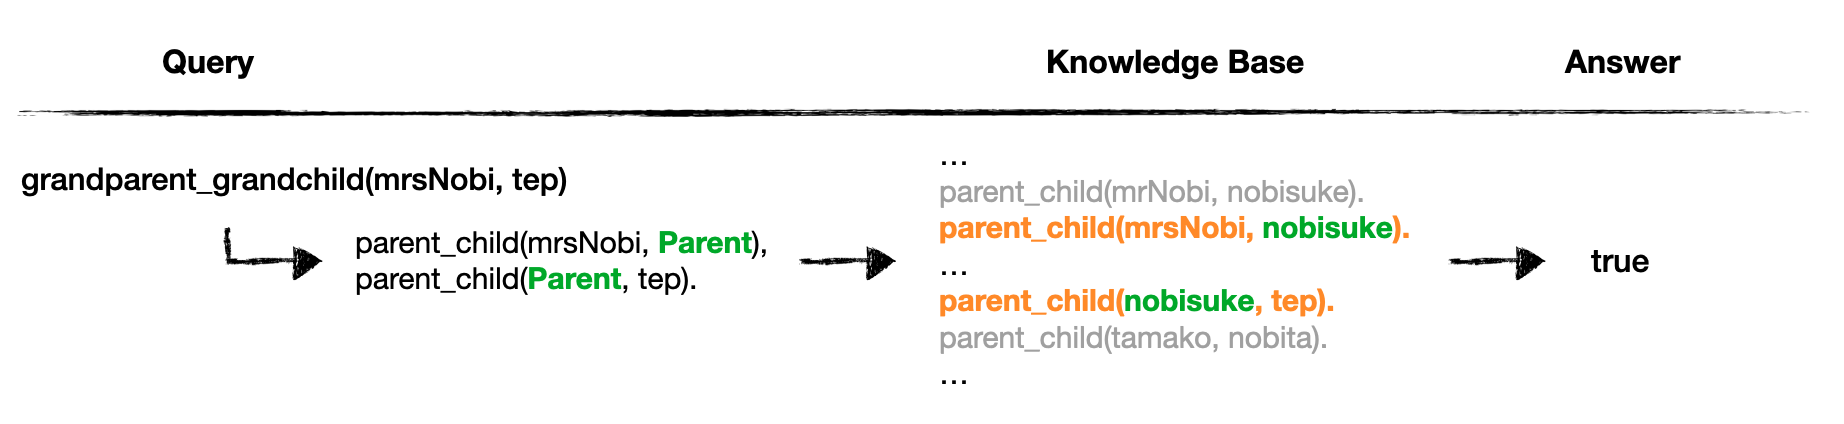 Query
Knowledge Base
Answer
grandparent_grandchild(mrsNobi, tep)
parent_child(mrsNobi, Parent),
parent_child(Parent, tep).
...
parent_child(mrNobi, nobisuke).
parent_child(mrsNobi, nobisuke).
...
parent_child(nobisuke, tep).
parent_child(tamako, nobita).
...
true